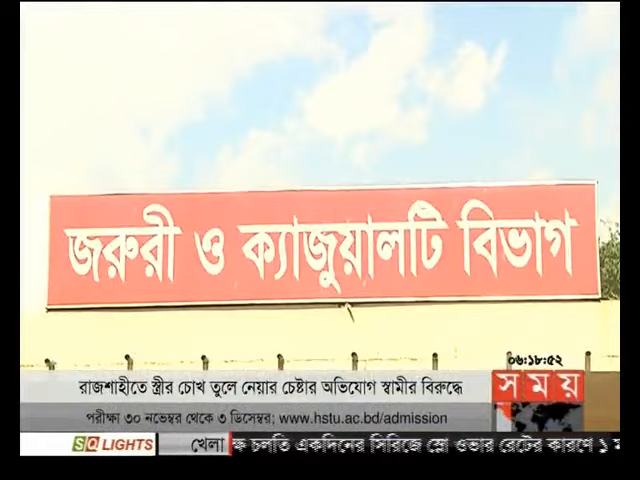 জরুরী ও ক্যাজুয়ালটি বিভাগ
০৬:১৮:৫২
রাজশাহীতে স্ত্রীর চোখ তুলে নেয়ার চেষ্টার অভিযোগ স্বামীর বিরুদ্ধে
সময়
পরীক্ষা ৩০ নভেম্বর থেকে ৩ ডিসেম্বর; www.hstu.ac.bd/admission
SQ LIGHTS
খেলা
চলতি একদিনের সিরিজে স্লো ওভার রেটের কারণে ১